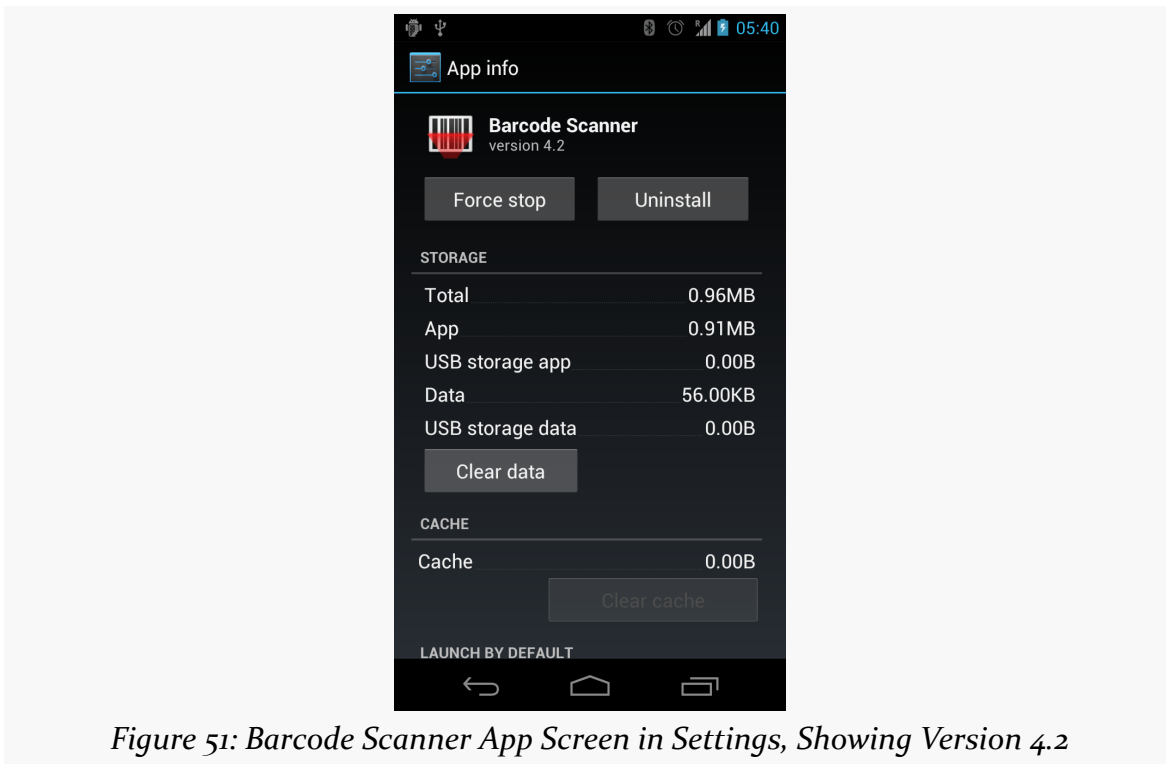 R 05:40
App info
Barcode Scanner
version 4.2
Force stop Uninstall
STORAGE
Total 0.96MB
App 0.91MB
USB storage app 0.00B
Data 56.00KB
USB storage data 0.00B
Clear data
CACHE
Cache 0.00B
Clear cache
LAUNCH BY DEFAULT
Figure 51: Barcode Scanner App Screen in Settings, Showing Version 4.2